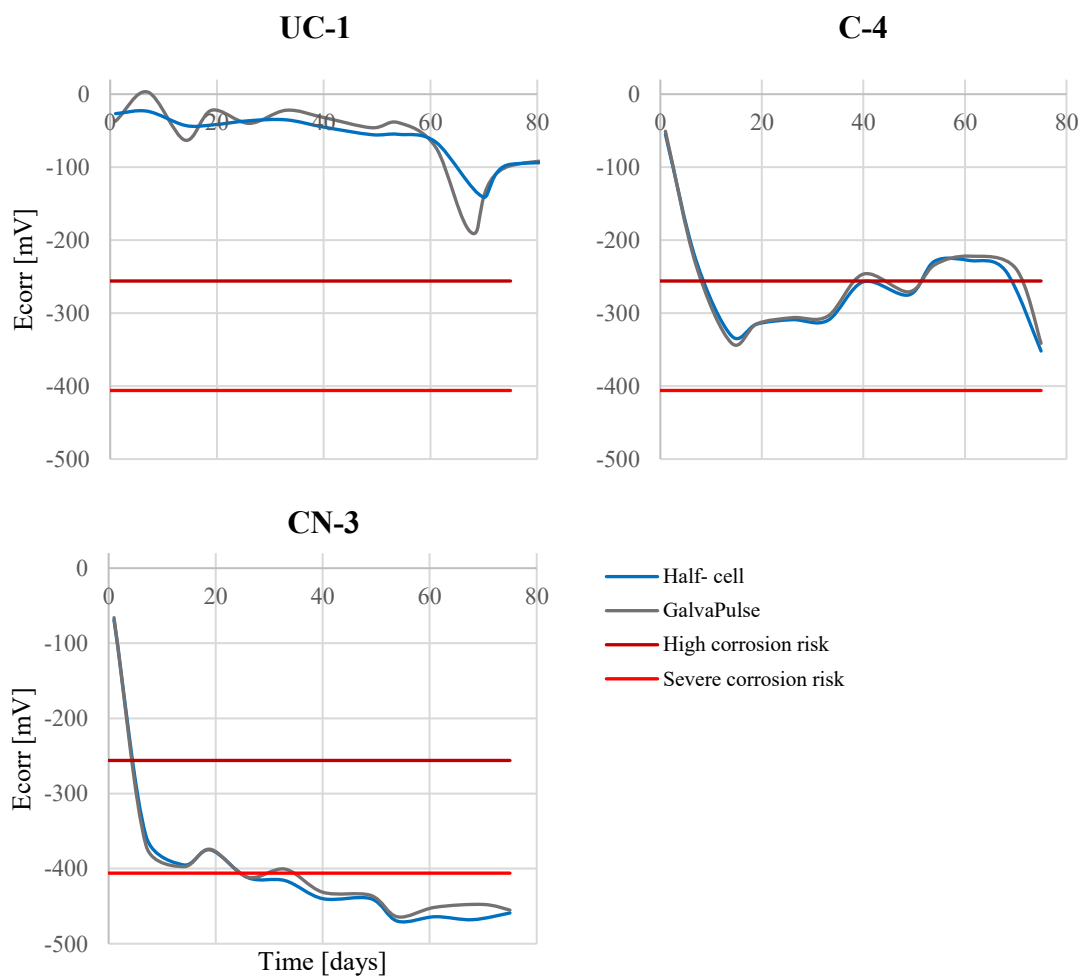 UC-1
0
-100
-200
-300
-400
-500
0 20 40 60 80
Ecorr [mV]
C-4
0
-100
-200
-300
-400
-500
0 20 40 60 80
CN-3
0
-100
-200
-300
-400
-500
0 20 40 60 80
Ecorr [mV]
Time [days]
Half- cell
GalvaPulse
High corrosion risk
Severe corrosion risk